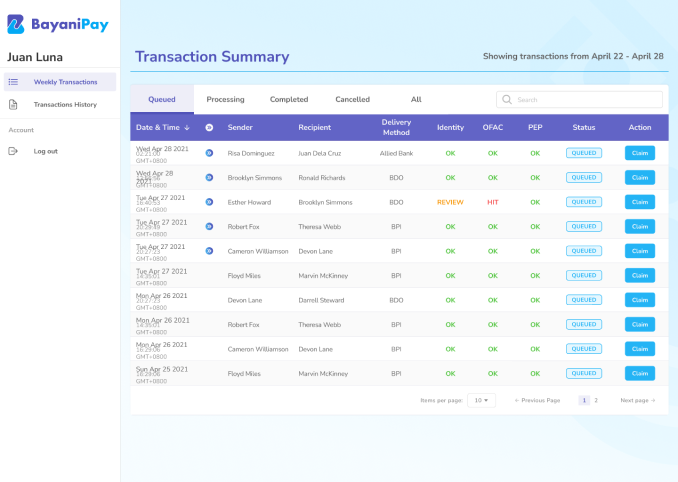 BayaniPay
Juan Luna
Weekly Transactions
Transactions History
Account
Log out
Transaction Summary
Showing transactions from April 22 - April 28
Queued Processing Completed Cancelled All Search
Date & Time ↓ Sender Recipient Delivery Method Identity OFAC PEP Status Action
Wed Apr 28 2021
02:21:00
GMT+0800
Risa Dominguez Juan Dela Cruz Allied Bank OK OK OK QUEUED Claim
Wed Apr 28
2021
GMT+0800
Brooklyn Simmons Ronald Richards BDO OK OK OK QUEUED Claim
Tue Apr 27 2021
16:40:53
GMT+0800
Esther Howard Brooklyn Simmons BDO REVIEW HIT OK QUEUED Claim
Tue Apr 27 2021
20:29:49
GMT+0800
Robert Fox Theresa Webb BPI OK OK OK QUEUED Claim
Tue Apr 27 2021
20:27:23
GMT+0800
Cameron Williamson Devon Lane BPI OK OK OK QUEUED Claim
Tue Apr 27 2021
14:35:01
GMT+0800
Floyd Miles Marvin McKinney BPI OK OK OK QUEUED Claim
Mon Apr 26 2021
20:27:23
GMT+0800
Devon Lane Darrell Steward BDO OK OK OK QUEUED Claim
Mon Apr 26 2021
14:35:01
GMT+0800
Robert Fox Theresa Webb BPI OK OK OK QUEUED Claim
Mon Apr 26 2021
16:29:06
GMT+0800
Cameron Williamson Devon Lane BPI OK OK OK QUEUED Claim
Sun Apr 25 2021
16:29:06
GMT+0800
Floyd Miles Marvin McKinney BPI OK OK OK QUEUED Claim
Items per page: 10 ← Previous Page 1 2 Next page →